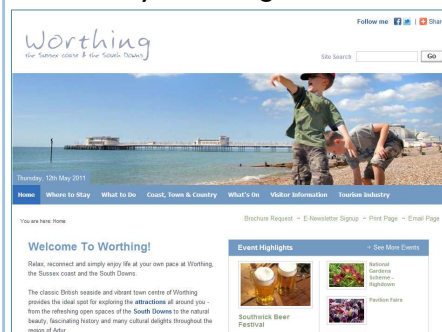 Follow me | Shar
Worthing
the Sussex coast & the South Downs
Site Search Go
Thursday, 12th May 2011
Home Where to Stay What to Do Coast, Town & Country What's On Visitor Information Tourism Industry
You are here: Home
Brochure Request E-Newsletter Signup Print Page Email Page
Welcome To Worthing!
Relax, reconnect and simply enjoy life at your own pace at Worthing,
the Sussex coast and the South Downs.
The classic British seaside and vibrant town centre of Worthing
provides the ideal spot for exploring the attractions all around you -
from the refreshing open spaces of the South Downs to the natural
beauty, fascinating history and many cultural delights throughout the
region of Adur
Event Highlights See More Events
Southwick Beer
Festival
National
Gardens
Scheme -
Highdown
Pavilion Fairs